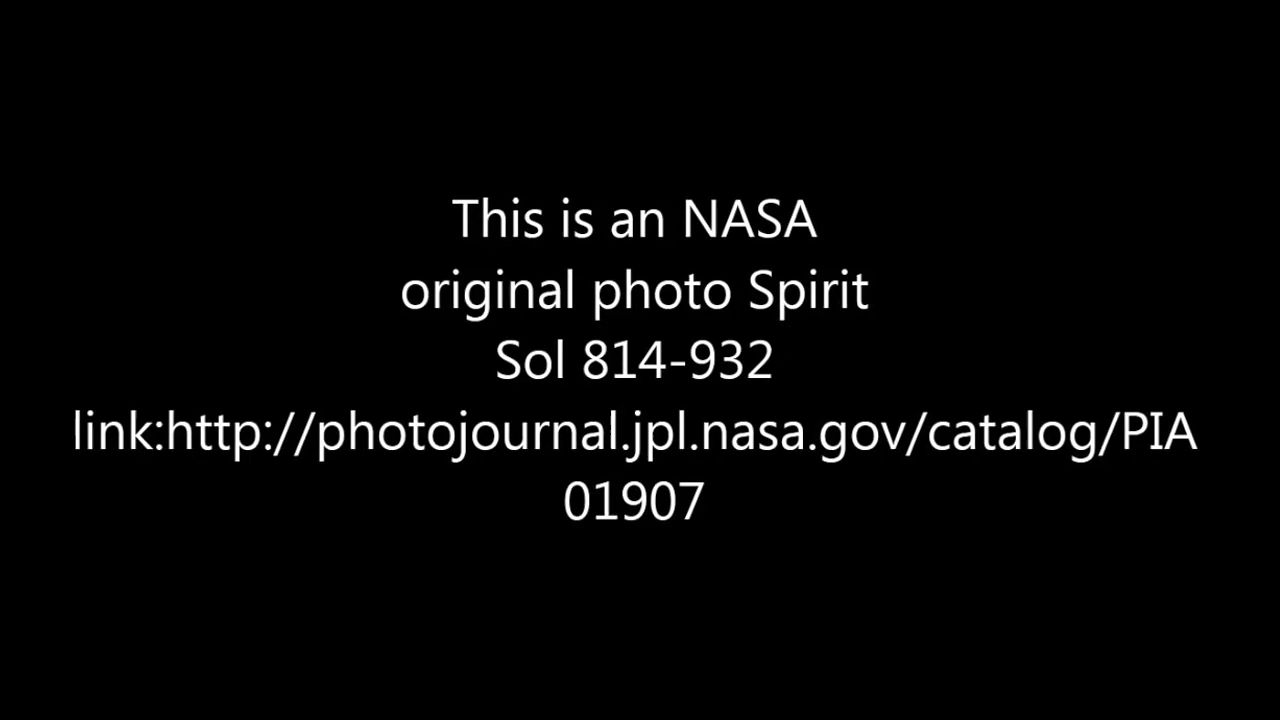 This is an NASA
original photo Spirit
Sol 814-932
link:http://photojournal.jpl.nasa.gov/catalog/PIA
01907